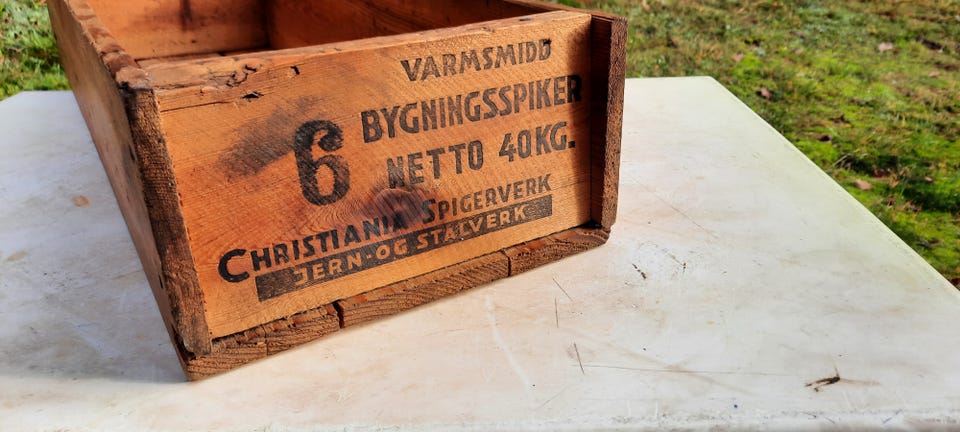 VARMSMIDD
6 BYGNINGSSPIKER
NETTO 40KG.
CHRISTIANIA SPIGERVERK
JERN-OG STÅLVERK